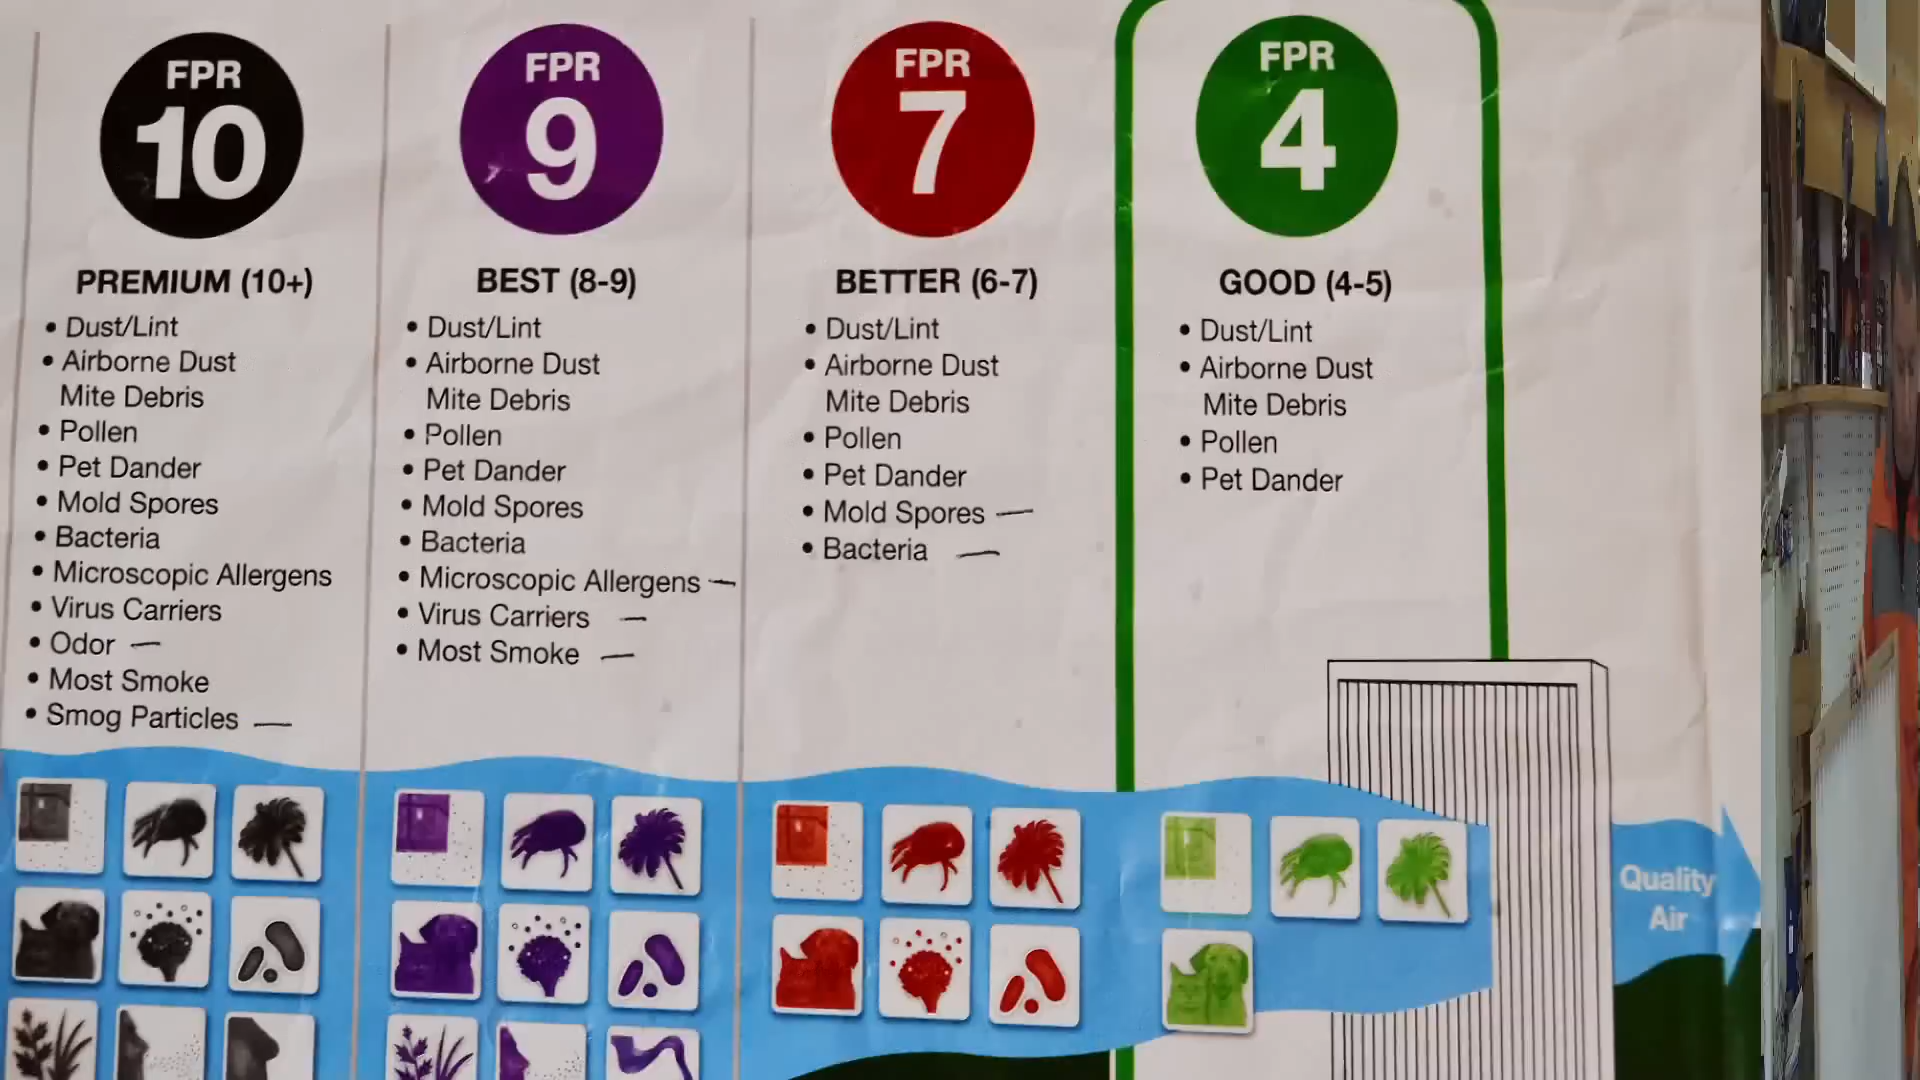 FPR
10
PREMIUM (10+)
• Dust/Lint
• Airborne Dust
Mite Debris
• Pollen
• Pet Dander
• Mold Spores
• Bacteria
• Microscopic Allergens
• Virus Carriers
• Odor
• Most Smoke
• Smog Particles
FPR
9
BEST (8-9)
• Dust/Lint
• Airborne Dust
Mite Debris
• Pollen
• Pet Dander
• Mold Spores
• Bacteria
• Microscopic Allergens
• Virus Carriers
• Most Smoke
FPR
7
BETTER (6-7)
• Dust/Lint
• Airborne Dust
Mite Debris
• Pollen
• Pet Dander
• Mold Spores
• Bacteria
FPR
4
GOOD (4-5)
• Dust/Lint
• Airborne Dust
Mite Debris
• Pollen
• Pet Dander
Quality
Air